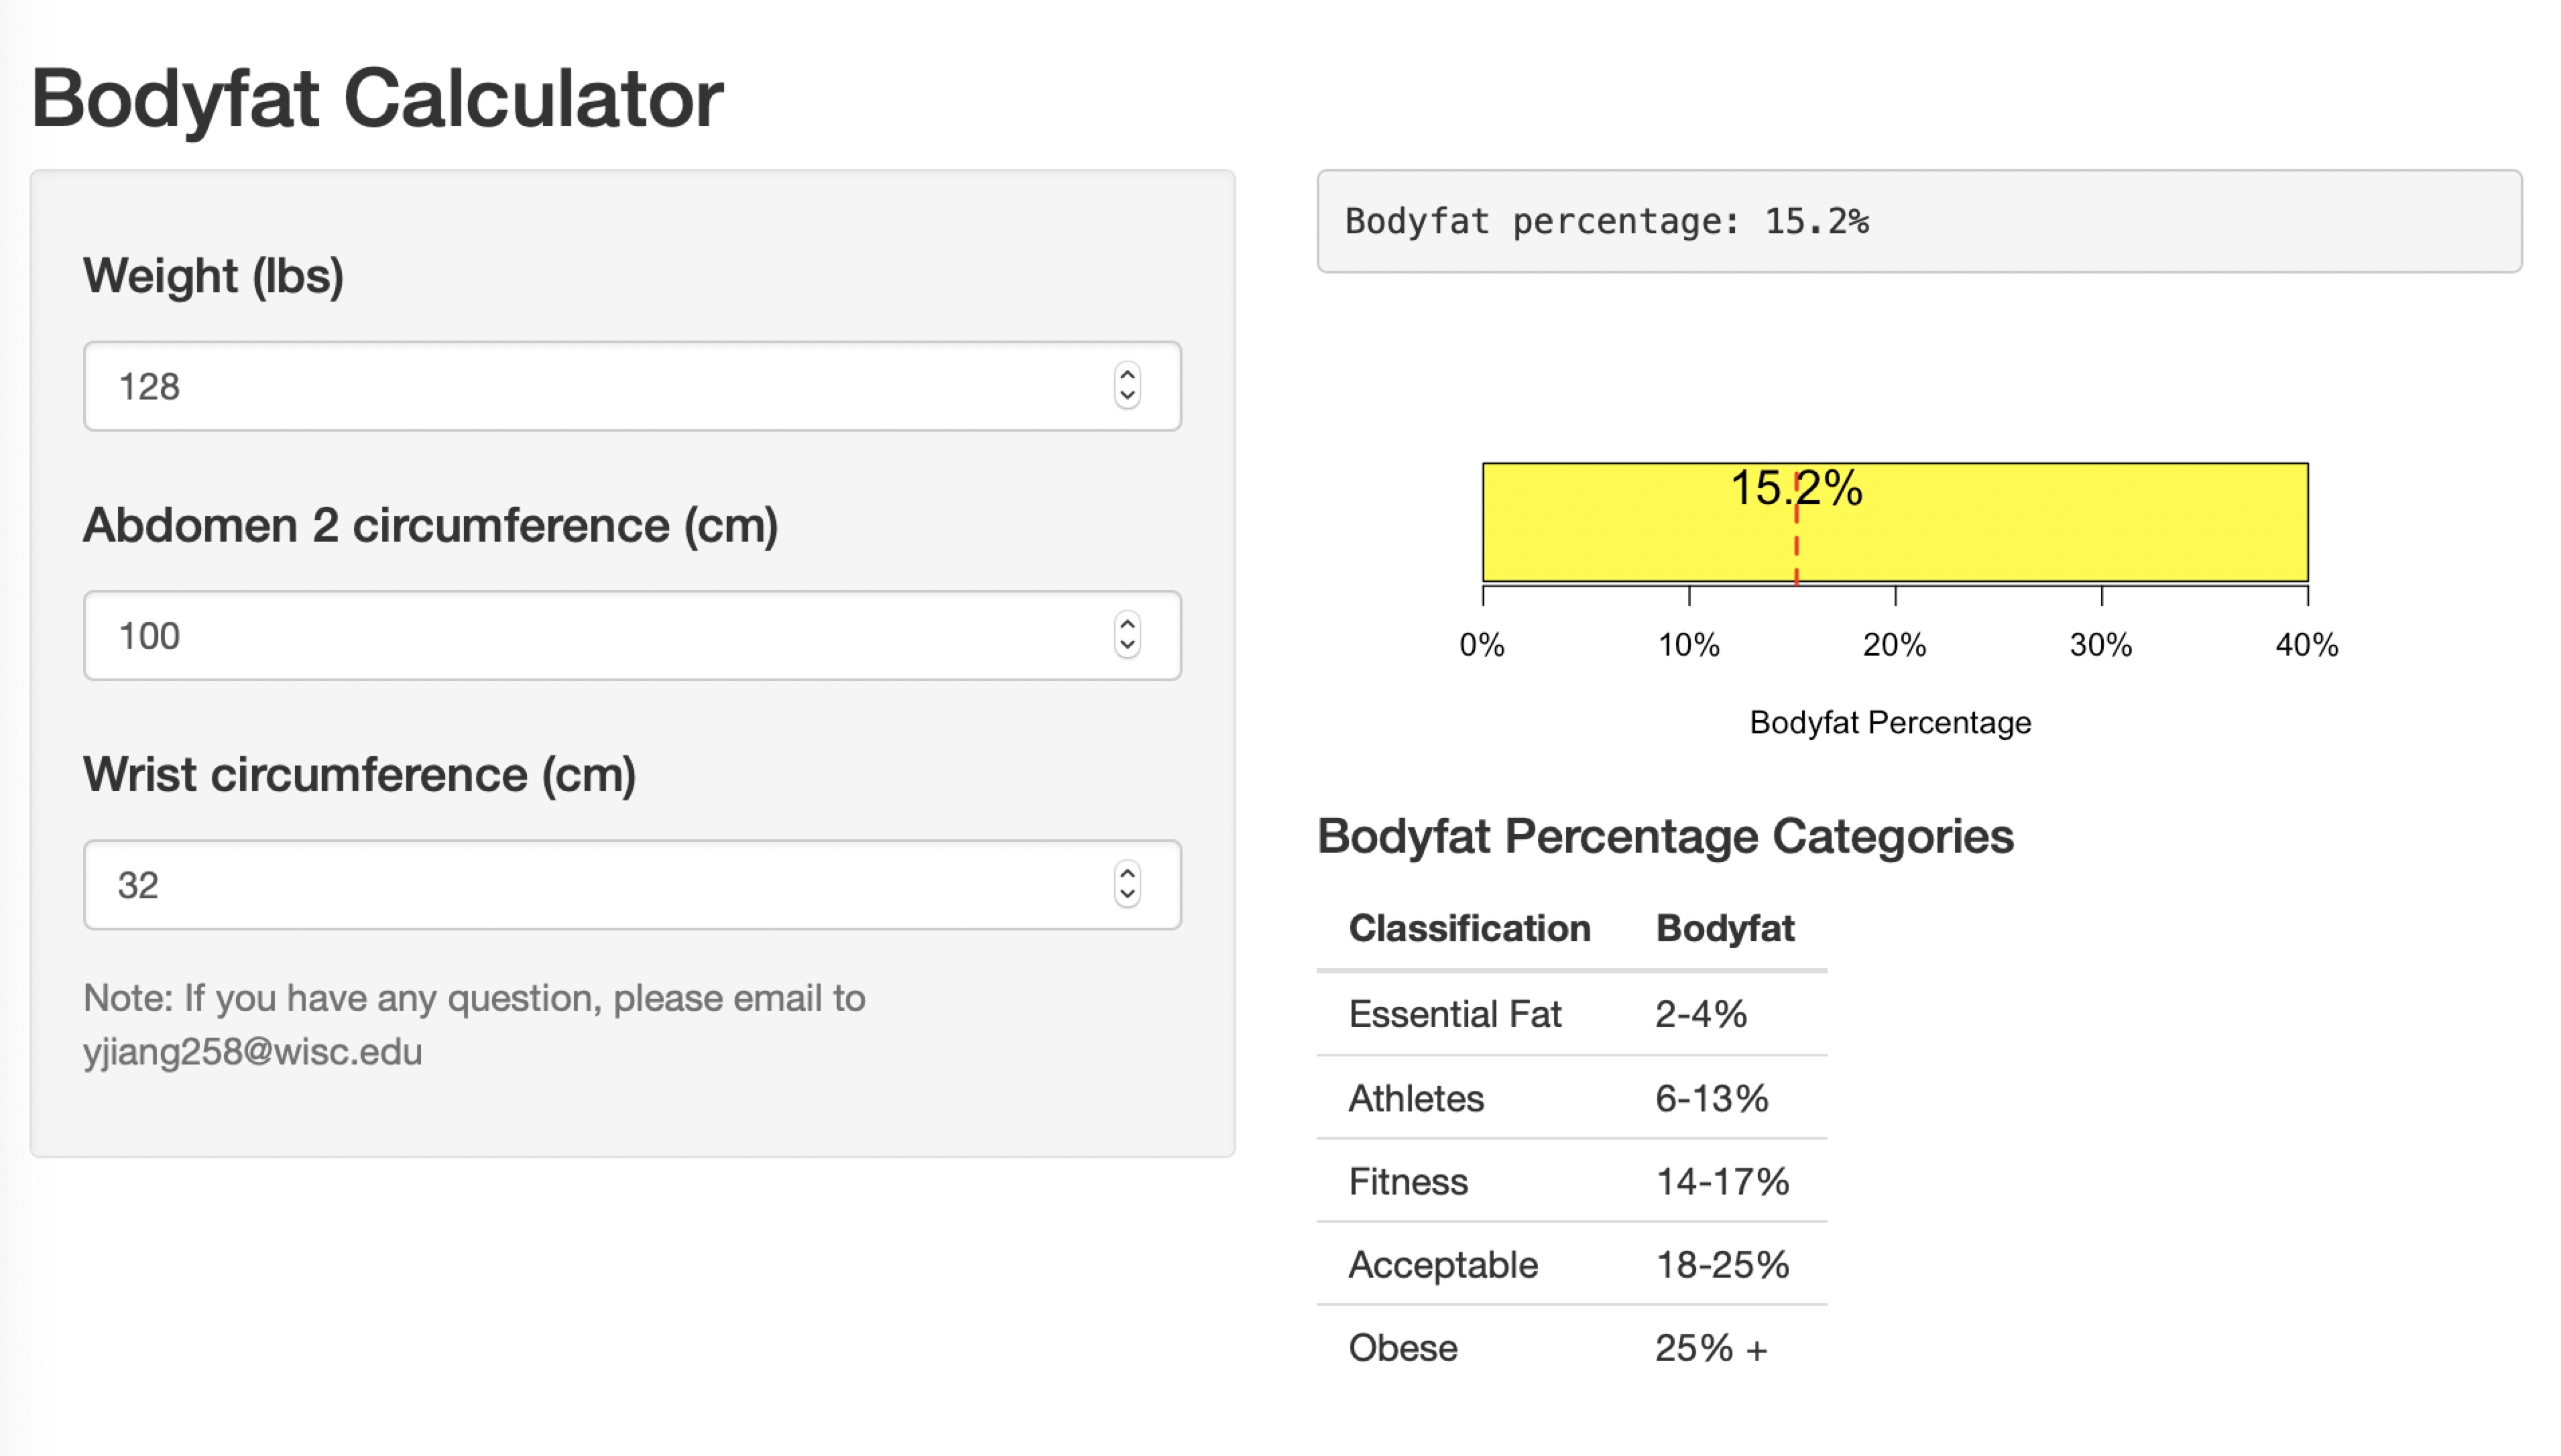 Bodyfat Calculator
Weight (lbs)
128
Abdomen 2 circumference (cm)
100
Wrist circumference (cm)
32
Note: If you have any question, please email to
yjiang258@wisc.edu
Bodyfat percentage: 15.2%
15.2%
0% 10% 20% 30% 40%
Bodyfat Percentage
Bodyfat Percentage Categories
Classification Bodyfat
Essential Fat 2-4%
Athletes 6-13%
Fitness 14-17%
Acceptable 18-25%
Obese 25% +